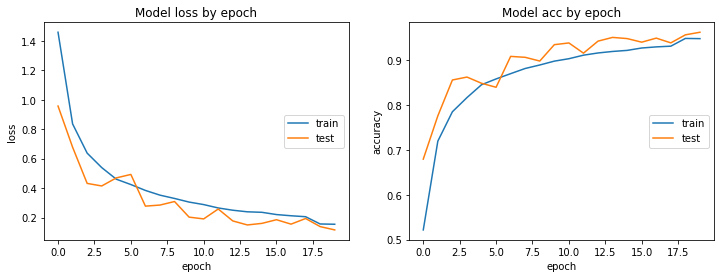 Model loss by epoch
1.4
1.2
1.0
0.8
0.6
0.4
0.2
loss
0.0 2.5 5.0 7.5 10.0 12.5 15.0 17.5
epoch
train
test
Model acc by epoch
0.9
0.8
0.7
0.6
0.5
accuracy
0.0 2.5 5.0 7.5 10.0 12.5 15.0 17.5
epoch
train
test